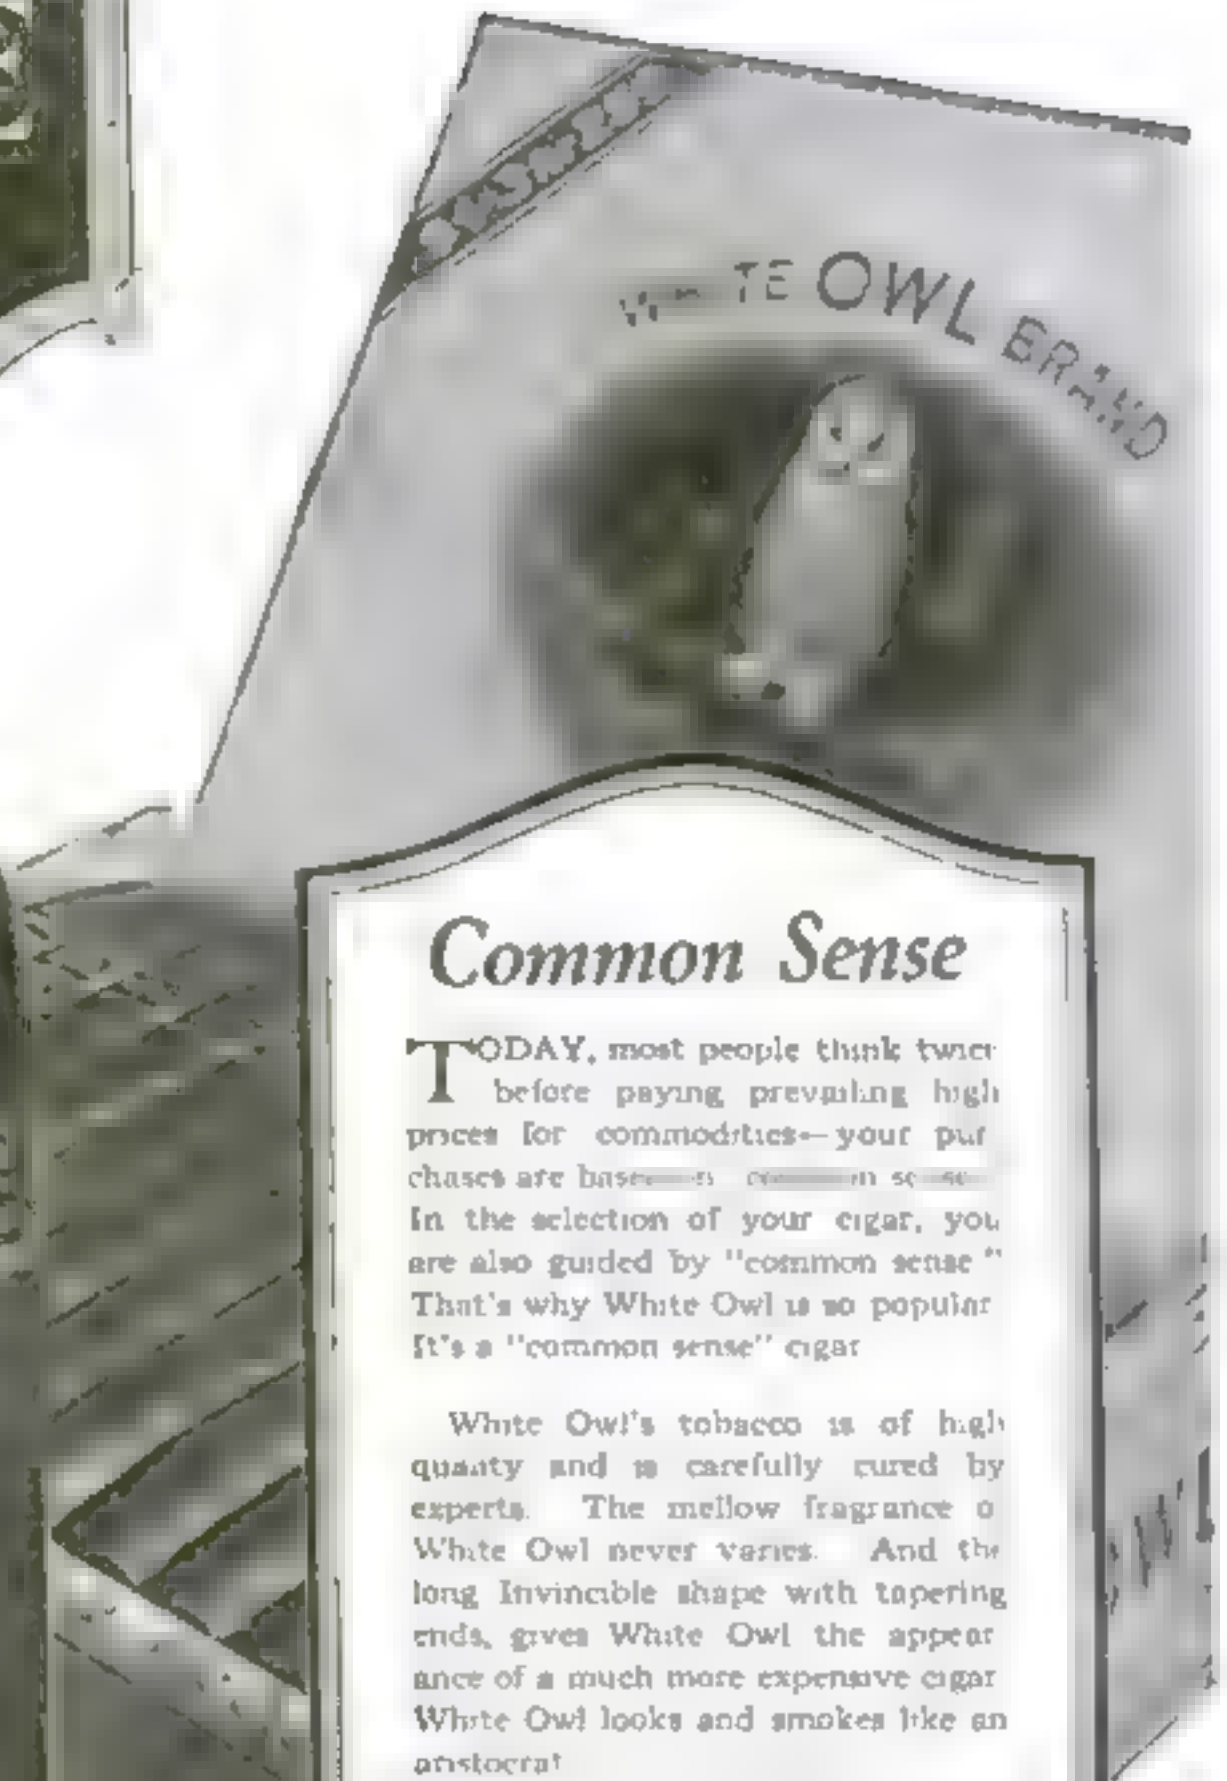 WHITE OWL BRAND
Common Sense
TODAY, most people think twice
before paying prevailing high
prices for commodities—your pur
chases are based on common sense
In the selection of your cigar, you
are also guided by "common sense"
That's why White Owl is so popular
It's a "common sense" cigar
White Owl's tobacco is of high
quality and is carefully cured by
experts. The mellow fragrance of
White Owl never varies. And the
long Invincible shape with tapering
ends, gives White Owl the appear
ance of a much more expensive cigar
White Owl looks and smokes like an
aristocrat